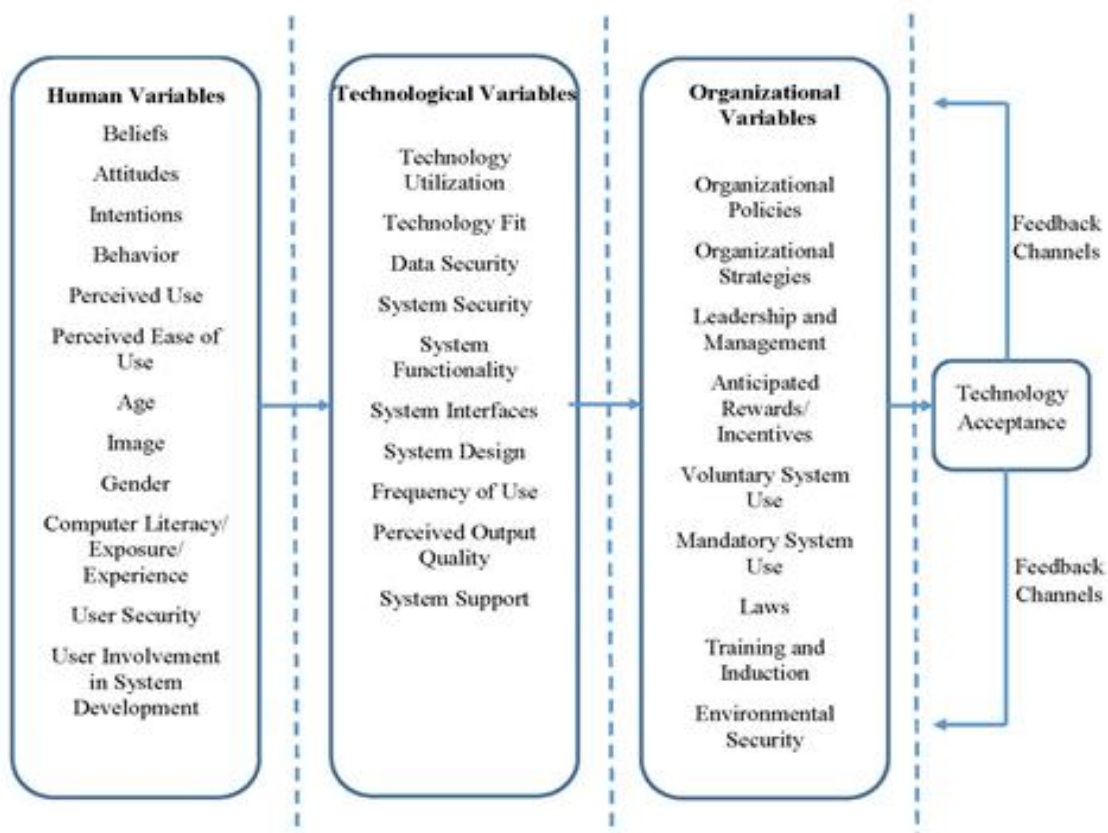 Human Variables
Beliefs
Attitudes
Intentions
Behavior
Perceived Use
Perceived Ease of
Use
Age
Image
Gender
Computer Literacy/
Exposure/
Experience
User Security
User Involvement
in System
Development
Technological Variables
Technology
Utilization
Technology Fit
Data Security
System Security
System
Functionality
System Interfaces
System Design
Frequency of Use
Perceived Output
Quality
System Support
Organizational
Variables
Organizational
Policies
Organizational
Strategies
Leadership and
Management
Anticipated
Rewards/
Incentives
Voluntary System
Use
Mandatory System
Use
Laws
Training and
Induction
Environmental
Security
Feedback
Channels
Technology
Acceptance
Feedback
Channels